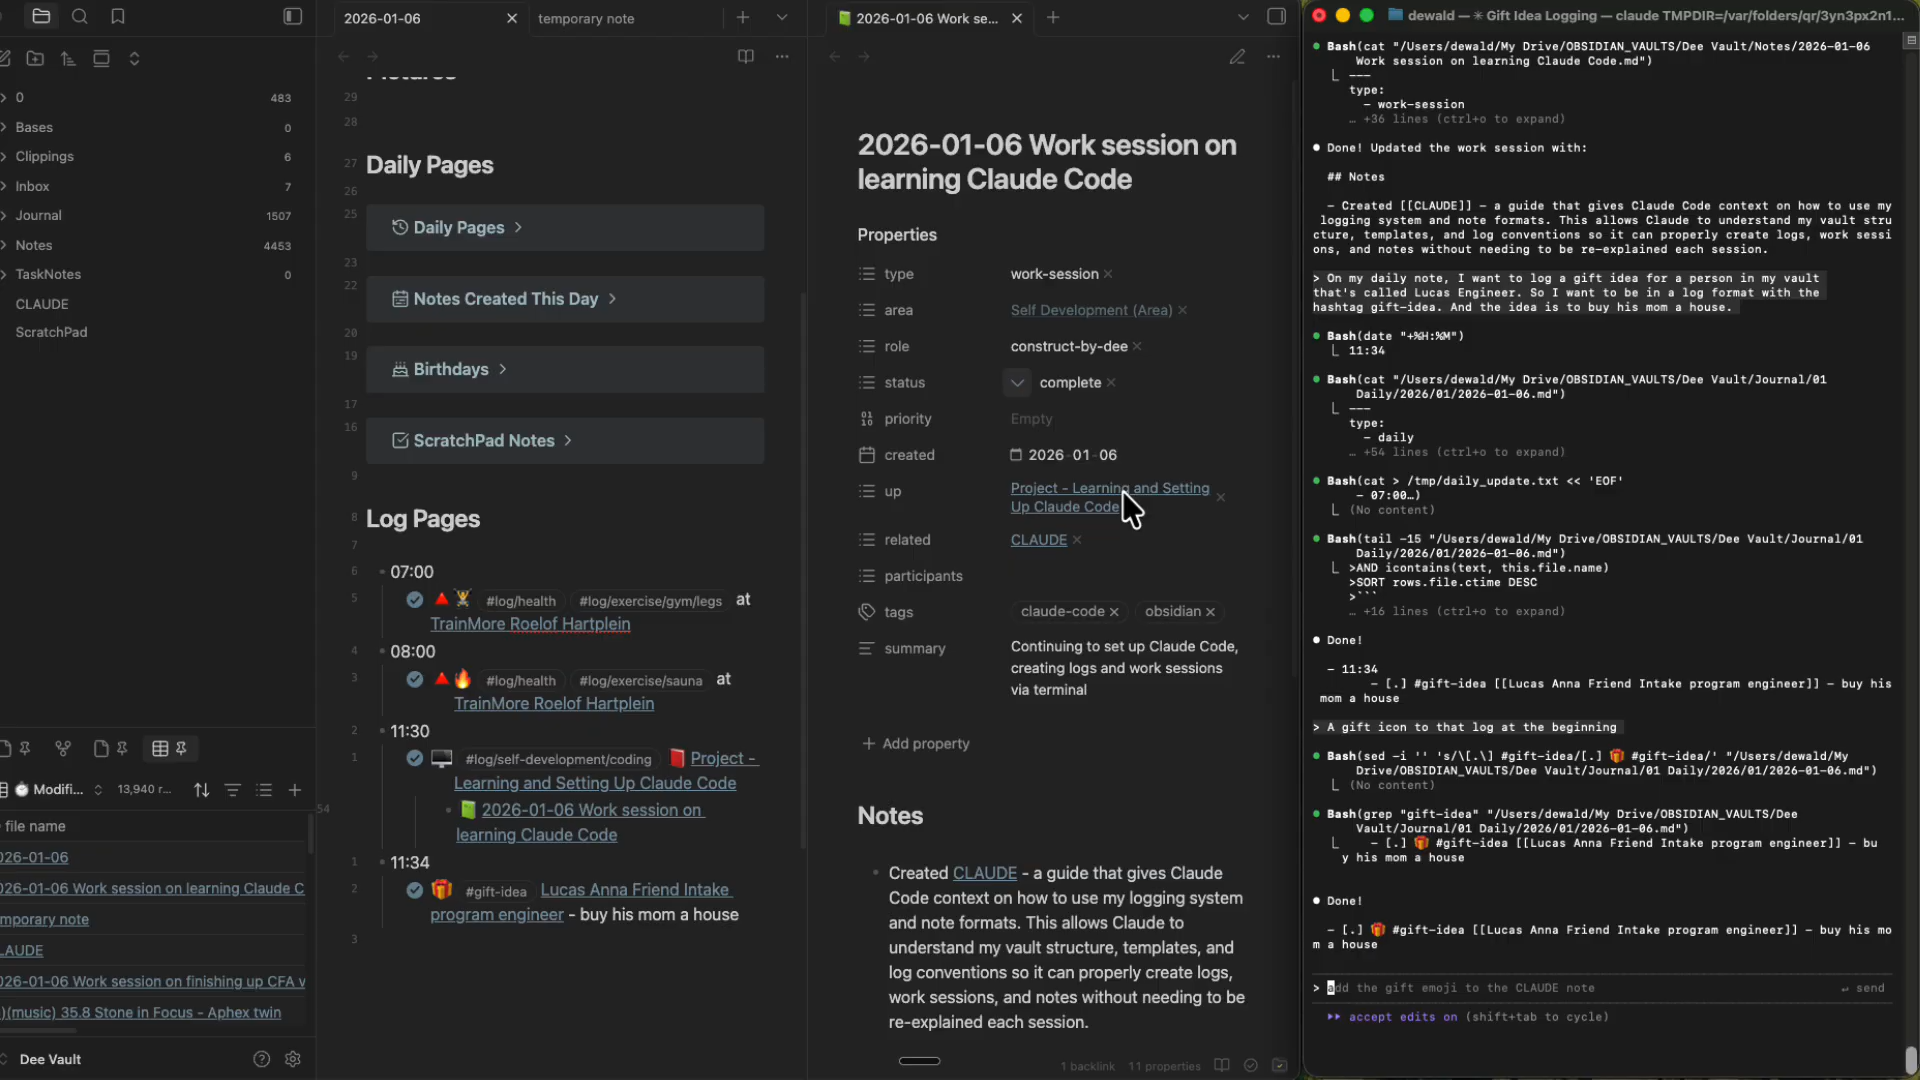 0 483
Bases 0
Clippings 6
Inbox 7
Journal 1507
Notes 4453
TaskNotes 0
CLAUDE
ScratchPad
Modifi... 13,940 r...
file name
26-01-06
26-01-06 Work session on learning Claude C
mporary note
LAUDE
26-01-06 Work session on finishing up CFA v
)(music) 35.8 Stone in Focus - Aphex twin
Dee Vault
2026-01-06
temporary note
29
28
27 Daily Pages
26
25 Daily Pages
23
22 Notes Created This Day
20
19 Birthdays
17
16 ScratchPad Notes
9
8 Log Pages
7
6 07:00
5 🔺🏋️ #log/health #log/exercise/gym/legs at
TrainMore Roelof Hartplein
4 08:00
3 🔺🔥 #log/health #log/exercise/sauna at
TrainMore Roelof Hartplein
2 11:30
1 🖥️ #log/self-development/coding 📕 Project -
Learning and Setting Up Claude Code
54 📗 2026-01-06 Work session on
learning Claude Code
1 11:34
2 🎁 #gift-idea Lucas Anna Friend Intake
program engineer - buy his mom a house
3
📗 2026-01-06 Work se...
2026-01-06 Work session on
learning Claude Code
Properties
type work-session
area Self Development (Area)
role construct-by-dee
status complete
priority Empty
created 2026-01-06
up Project - Learning and Setting
Up Claude Code
related CLAUDE
participants
tags claude-code obsidian
summary Continuing to set up Claude Code,
creating logs and work sessions
via terminal
+ Add property
Notes
Created CLAUDE - a guide that gives Claude
Code context on how to use my logging system
and note formats. This allows Claude to
understand my vault structure, templates, and
log conventions so it can properly create logs,
work sessions, and notes without needing to be
re-explained each session.
1 backlink 11 properties
dewald — ✳ Gift Idea Logging — claude TMPDIR=/var/folders/qr/3yn3px2n1...
Bash(cat "/Users/dewald/My Drive/OBSIDIAN_VAULTS/Dee Vault/Notes/2026-01-06
Work session on learning Claude Code.md")
---
type:
- work-session
… +36 lines (ctrl+o to expand)
Done! Updated the work session with:
## Notes
- Created [[CLAUDE]] - a guide that gives Claude Code context on how to use my
logging system and note formats. This allows Claude to understand my vault stru
cture, templates, and log conventions so it can properly create logs, work sessi
ons, and notes without needing to be re-explained each session.
> On my daily note, I want to log a gift idea for a person in my vault
that's called Lucas Engineer. So I want to be in a log format with the
hashtag gift-idea. And the idea is to buy his mom a house.
Bash(date "+%H:%M")
11:34
Bash(cat "/Users/dewald/My Drive/OBSIDIAN_VAULTS/Dee Vault/Journal/01
Daily/2026/01/2026-01-06.md")
---
type:
- daily
… +54 lines (ctrl+o to expand)
Bash(cat > /tmp/daily_update.txt << 'EOF'
- 07:00…)
(No content)
Bash(tail -15 "/Users/dewald/My Drive/OBSIDIAN_VAULTS/Dee Vault/Journal/01
Daily/2026/01/2026-01-06.md")
>AND icontains(text, this.file.name)
>SORT rows.file.ctime DESC
>```
… +16 lines (ctrl+o to expand)
Done!
- 11:34
- [.] #gift-idea [[Lucas Anna Friend Intake program engineer]] - buy his
mom a house
> A gift icon to that log at the beginning
Bash(sed -i '' 's/\[.\] #gift-idea/[.] 🎁 #gift-idea/' "/Users/dewald/My
Drive/OBSIDIAN_VAULTS/Dee Vault/Journal/01 Daily/2026/01/2026-01-06.md")
(No content)
Bash(grep "gift-idea" "/Users/dewald/My Drive/OBSIDIAN_VAULTS/Dee
Vault/Journal/01 Daily/2026/01/2026-01-06.md")
- [.] 🎁 #gift-idea [[Lucas Anna Friend Intake program engineer]] - bu
y his mom a house
Done!
- [.] 🎁 #gift-idea [[Lucas Anna Friend Intake program engineer]] - buy his mo
m a house
> add the gift emoji to the CLAUDE note ↵ send
⏵⏵ accept edits on (shift+tab to cycle)